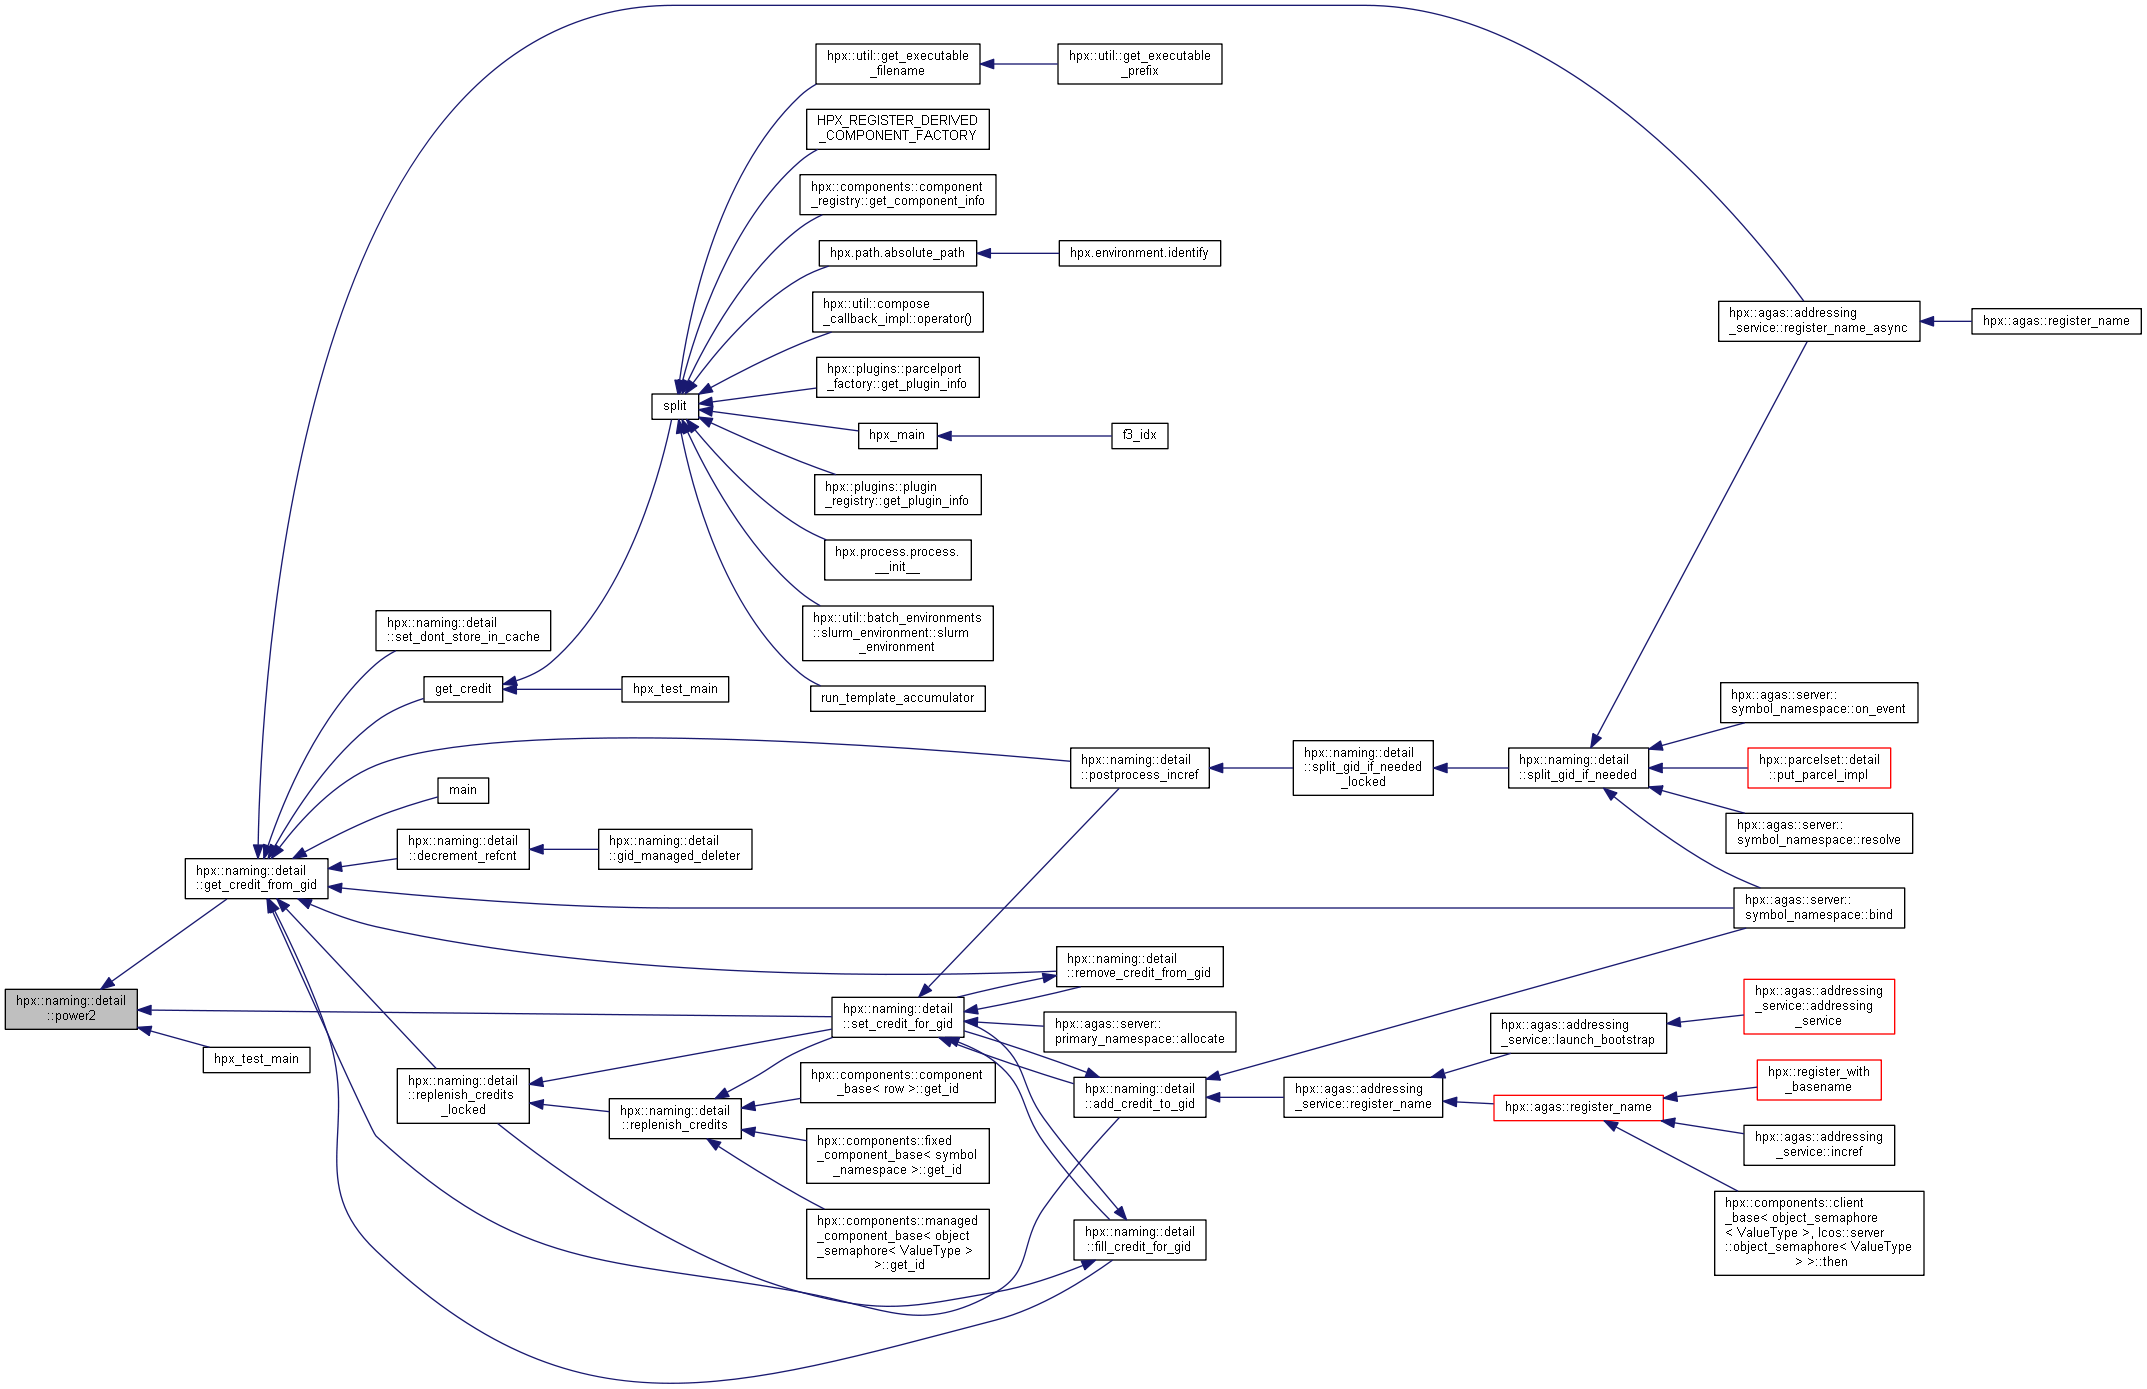 hpx::util::get_executable
_filename
hpx::util::get_executable
_prefix
HPX_REGISTER_DERIVED
_COMPONENT_FACTORY
hpx::components::component
_registry::get_component_info
hpx.path.absolute_path
hpx.environment.identify
hpx::util::compose
_callback_impl::operator()
hpx::agas::addressing
_service::register_name_async
hpx::agas::register_name
hpx::plugins::parcelport
_factory::get_plugin_info
split
hpx_main
f3_idx
hpx::plugins::plugin
_registry::get_plugin_info
hpx.process.process.
__init__
hpx::util::batch_environments
::slurm_environment::slurm
_environment
hpx::naming::detail
::set_dont_store_in_cache
get_credit
hpx_test_main
run_template_accumulator
hpx::agas::server::
symbol_namespace::on_event
hpx::naming::detail
::postprocess_incref
hpx::naming::detail
::split_gid_if_needed
_locked
hpx::naming::detail
::split_gid_if_needed
hpx::parcelset::detail
::put_parcel_impl
main
hpx::agas::server::
symbol_namespace::resolve
hpx::naming::detail
::decrement_refcnt
hpx::naming::detail
::gid_managed_deleter
hpx::naming::detail
::get_credit_from_gid
hpx::agas::server::
symbol_namespace::bind
hpx::naming::detail
::remove_credit_from_gid
hpx::naming::detail
::power2
hpx::naming::detail
::set_credit_for_gid
hpx::agas::server::
primary_namespace::allocate
hpx::agas::addressing
_service::launch_bootstrap
hpx::agas::addressing
_service::addressing
_service
hpx_test_main
hpx::naming::detail
::replenish_credits
_locked
hpx::naming::detail
::replenish_credits
hpx::components::component
_base< row >::get_id
hpx::naming::detail
::add_credit_to_gid
hpx::agas::addressing
_service::register_name
hpx::agas::register_name
hpx::register_with
_basename
hpx::components::fixed
_component_base< symbol
_namespace >::get_id
hpx::agas::addressing
_service::incref
hpx::components::managed
_component_base< object
_semaphore< ValueType >
>::get_id
hpx::naming::detail
::fill_credit_for_gid
hpx::components::client
_base< object_semaphore
< ValueType >, lcos::server
::object_semaphore< ValueType
> >::then